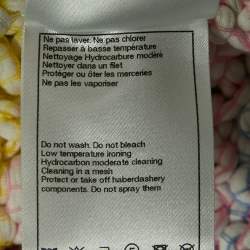 Ne pas laver. Ne pas chlorer
Repasser à basse température
Nettoyage Hydrocarbure modéré
Nettoyer dans un filet
Protéger ou ôter les merceries
Ne pas les vaporiser
Do not wash. Do not bleach
Low temperature ironing
Hydrocarbon moderate cleaning
Cleaning in a mesh
Protect or take off haberdashery
components. Do not spray them